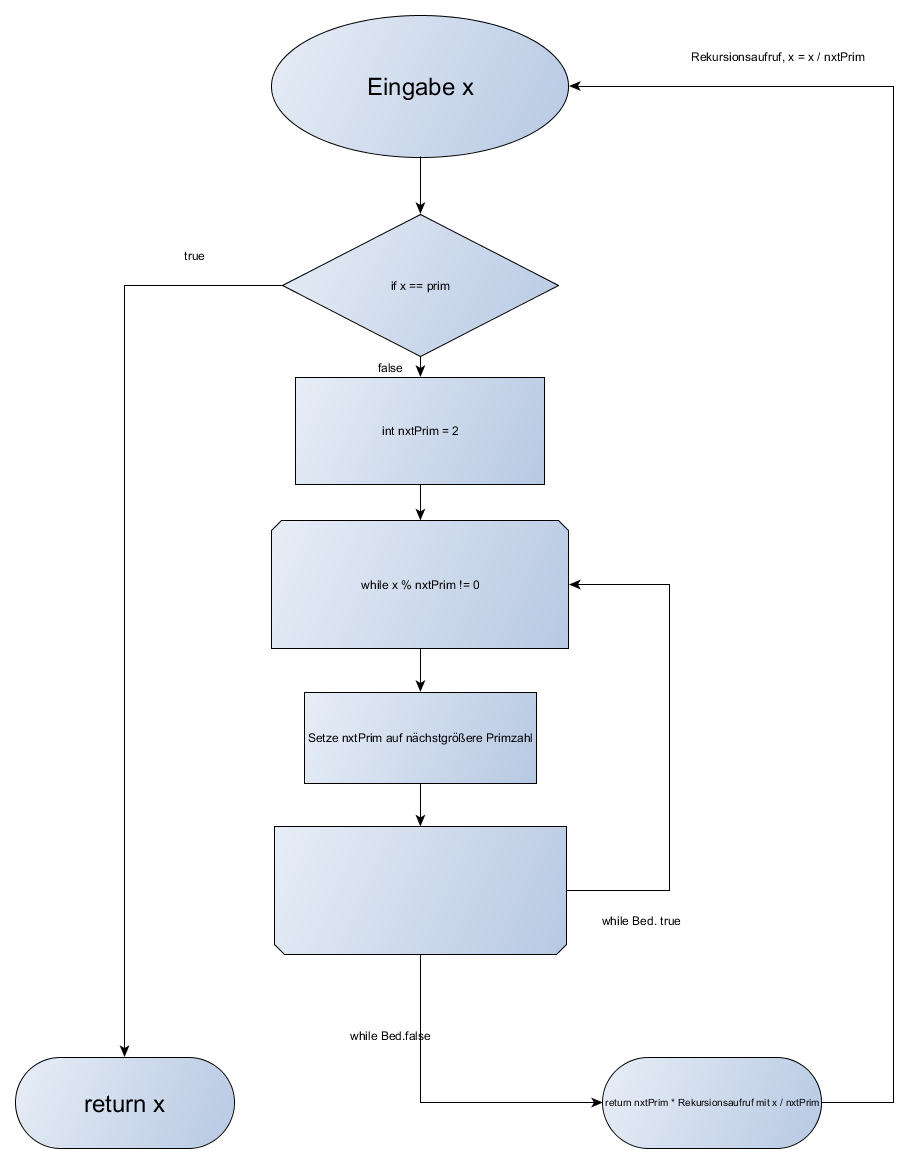 Eingabe x
Rekursionsaufruf, x = x / nxtPrim
true
if x == prim
false
int nxtPrim = 2
while x % nxtPrim != 0
Setze nxtPrim auf nächstgrößere Primzahl
while Bed. true
while Bed.false
return x
return nxtPrim * Rekursionsaufruf mit x / nxtPrim